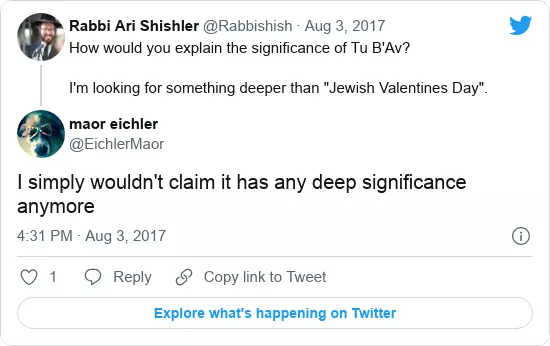 Rabbi Ari Shishler @Rabbishish · Aug 3, 2017
How would you explain the significance of Tu B'Av?
I'm looking for something deeper than "Jewish Valentines Day".
maor eichler
@EichlerMaor
I simply wouldn't claim it has any deep significance
anymore
4:31 PM · Aug 3, 2017
1 Reply Copy link to Tweet
Explore what's happening on Twitter